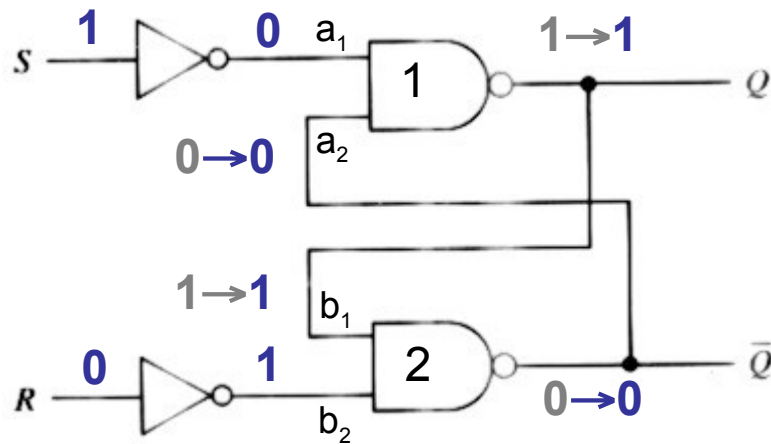 1 0 a₁ 1→1
S 1 Q
0→0 a₂
1→1 b₁
0 1 2 Q̅
R b₂ 0→0